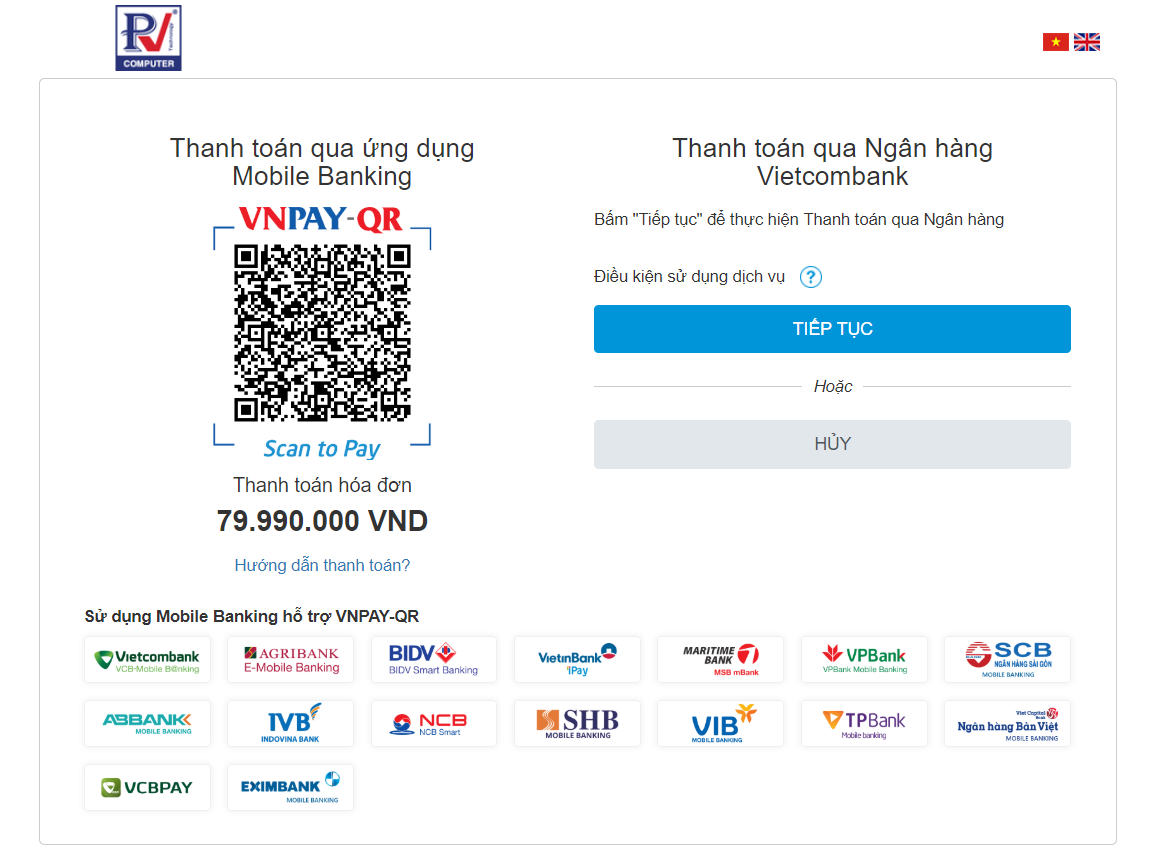 PV
Technology
COMPUTER
Thanh toán qua ứng dụng
Mobile Banking
VNPAY-QR
Scan to Pay
Thanh toán hóa đơn
79.990.000 VND
Hướng dẫn thanh toán?
Thanh toán qua Ngân hàng
Vietcombank
Bấm "Tiếp tục" để thực hiện Thanh toán qua Ngân hàng
Điều kiện sử dụng dịch vụ ?
TIẾP TỤC
Hoặc
HỦY
Sử dụng Mobile Banking hỗ trợ VNPAY-QR
Vietcombank
VCB-Mobile B@nking
AGRIBANK
E-Mobile Banking
BIDV
BIDV Smart Banking
VietinBank
iPay
MARITIME
BANK
MSB mBank
VPBank
VPBank Mobile Banking
SCB
NGÂN HÀNG SÀI GÒN
MOBILE BANKING
ABBANK
MOBILE BANKING
IVB
INDOVINA BANK
NCB
NCB Smart
SHB
MOBILE BANKING
VIB
MOBILE BANKING
TPBank
Mobile banking
Viet Capital
Bank
Ngân hàng Bản Việt
MOBILE BANKING
VCBPAY
EXIMBANK
MOBILE BANKING